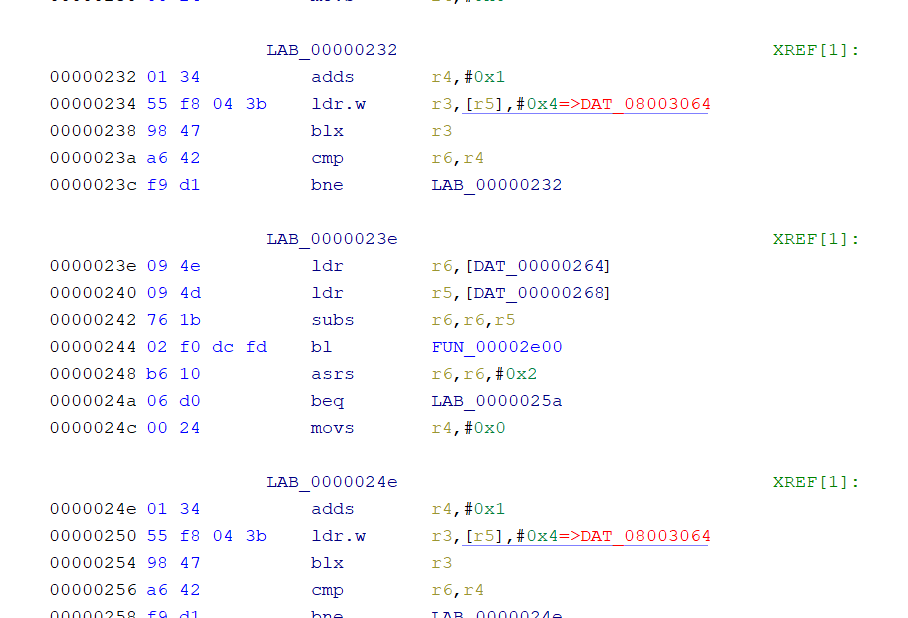 LAB_00000232 XREF[1]:
00000232 01 34 adds r4,#0x1
00000234 55 f8 04 3b ldr.w r3,[r5],#0x4=>DAT_08003064
00000238 98 47 blx r3
0000023a a6 42 cmp r6,r4
0000023c f9 d1 bne LAB_00000232
LAB_0000023e XREF[1]:
0000023e 09 4e ldr r6,[DAT_00000264]
00000240 09 4d ldr r5,[DAT_00000268]
00000242 76 1b subs r6,r6,r5
00000244 02 f0 dc fd bl FUN_00002e00
00000248 b6 10 asrs r6,r6,#0x2
0000024a 06 d0 beq LAB_0000025a
0000024c 00 24 movs r4,#0x0
LAB_0000024e XREF[1]:
0000024e 01 34 adds r4,#0x1
00000250 55 f8 04 3b ldr.w r3,[r5],#0x4=>DAT_08003064
00000254 98 47 blx r3
00000256 a6 42 cmp r6,r4
00000258 f9 d1 bne LAB_0000024e